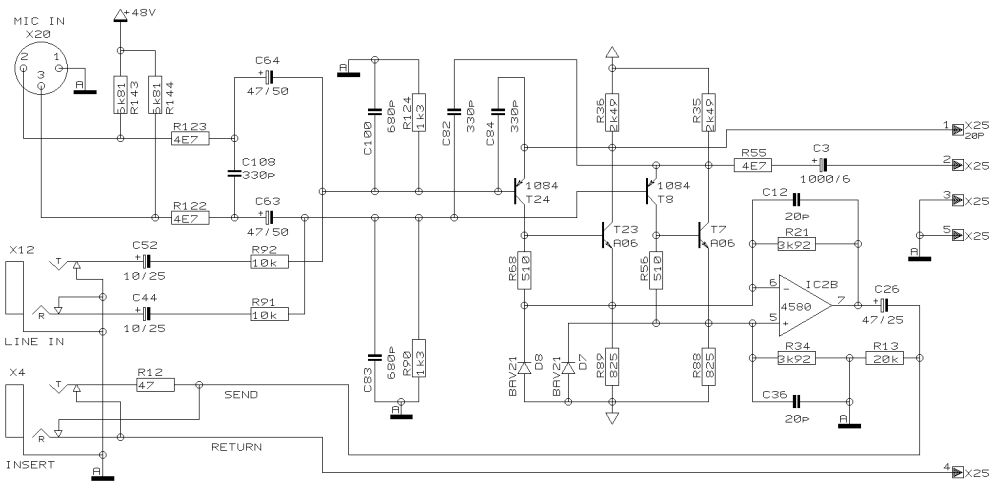 +48V
MIC IN
X20
2
1
3
A
6k81
R143
6k81
R144
R123
4E7
C64
47/50
C108
330p
R122
4E7
C63
47/50
A
C100
680p
R124
1k3
C82
330p
C84
330p
R36
2k49
R35
2k49
1 X25
20P
R55
4E7
C3
1000/6
2 X25
3 X25
5 X25
A
1084
T24
1084
T8
T23
A06
T7
A06
C12
20p
R21
3k92
X12
T
R
LINE IN
C52
10/25
R92
10k
C44
10/25
R91
10k
R68
510
R56
510
IC2B
4580
6
5
7
C26
47/25
C83
680p
R90
1k3
A
BAV21
D8
BAV21
D7
R89
825
R88
825
R34
3k92
R13
20k
C36
20p
A
X4
T
R
INSERT
R12
47
SEND
RETURN
A
4 X25